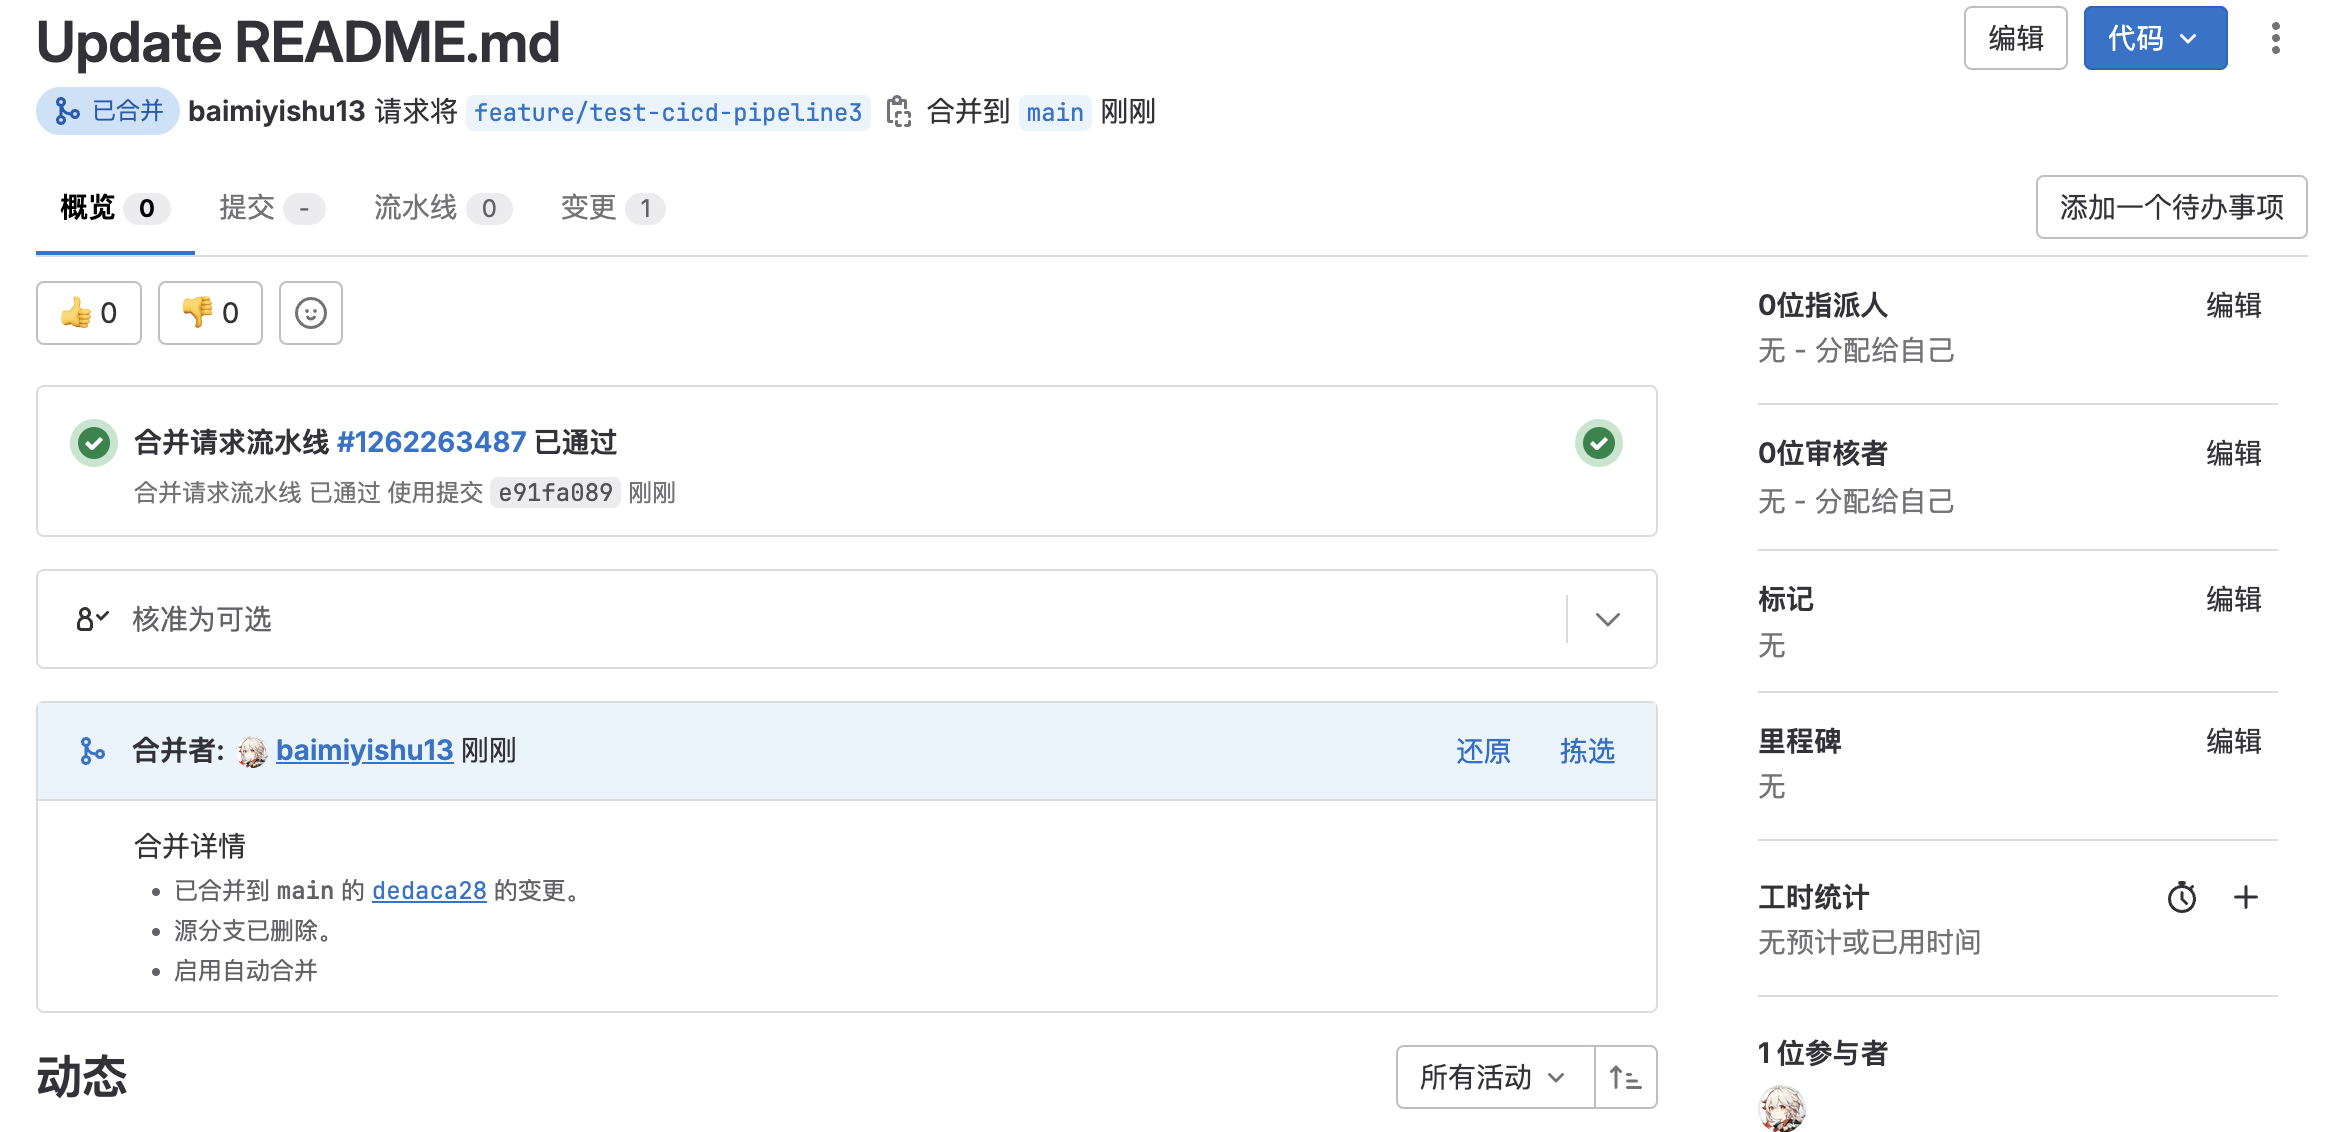 Update README.md
编辑
代码
已合并 baimiyishu13 请求将 feature/test-cicd-pipeline3 合并到 main 刚刚
概览 0 提交 - 流水线 0 变更 1
添加一个待办事项
👍 0 👎 0
合并请求流水线 #1262263487 已通过
合并请求流水线 已通过 使用提交 e91fa089 刚刚
核准为可选
合并者: baimiyishu13 刚刚
还原 拣选
合并详情
已合并到 main 的 dedaca28 的变更。
源分支已删除。
启用自动合并
动态
所有活动
0位指派人 编辑
无 - 分配给自己
0位审核者 编辑
无 - 分配给自己
标记 编辑
无
里程碑 编辑
无
工时统计
无预计或已用时间
1 位参与者